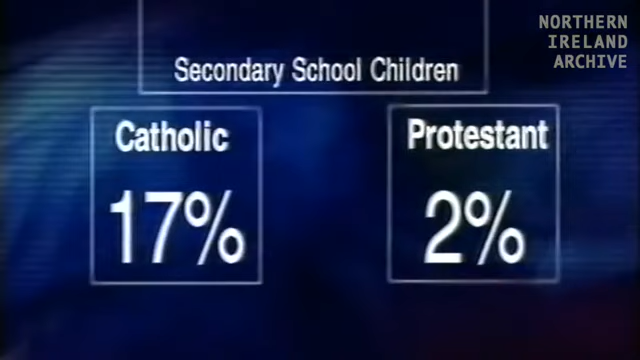 NORTHERN
IRELAND
ARCHIVE
Secondary School Children
Catholic
17%
Protestant
2%